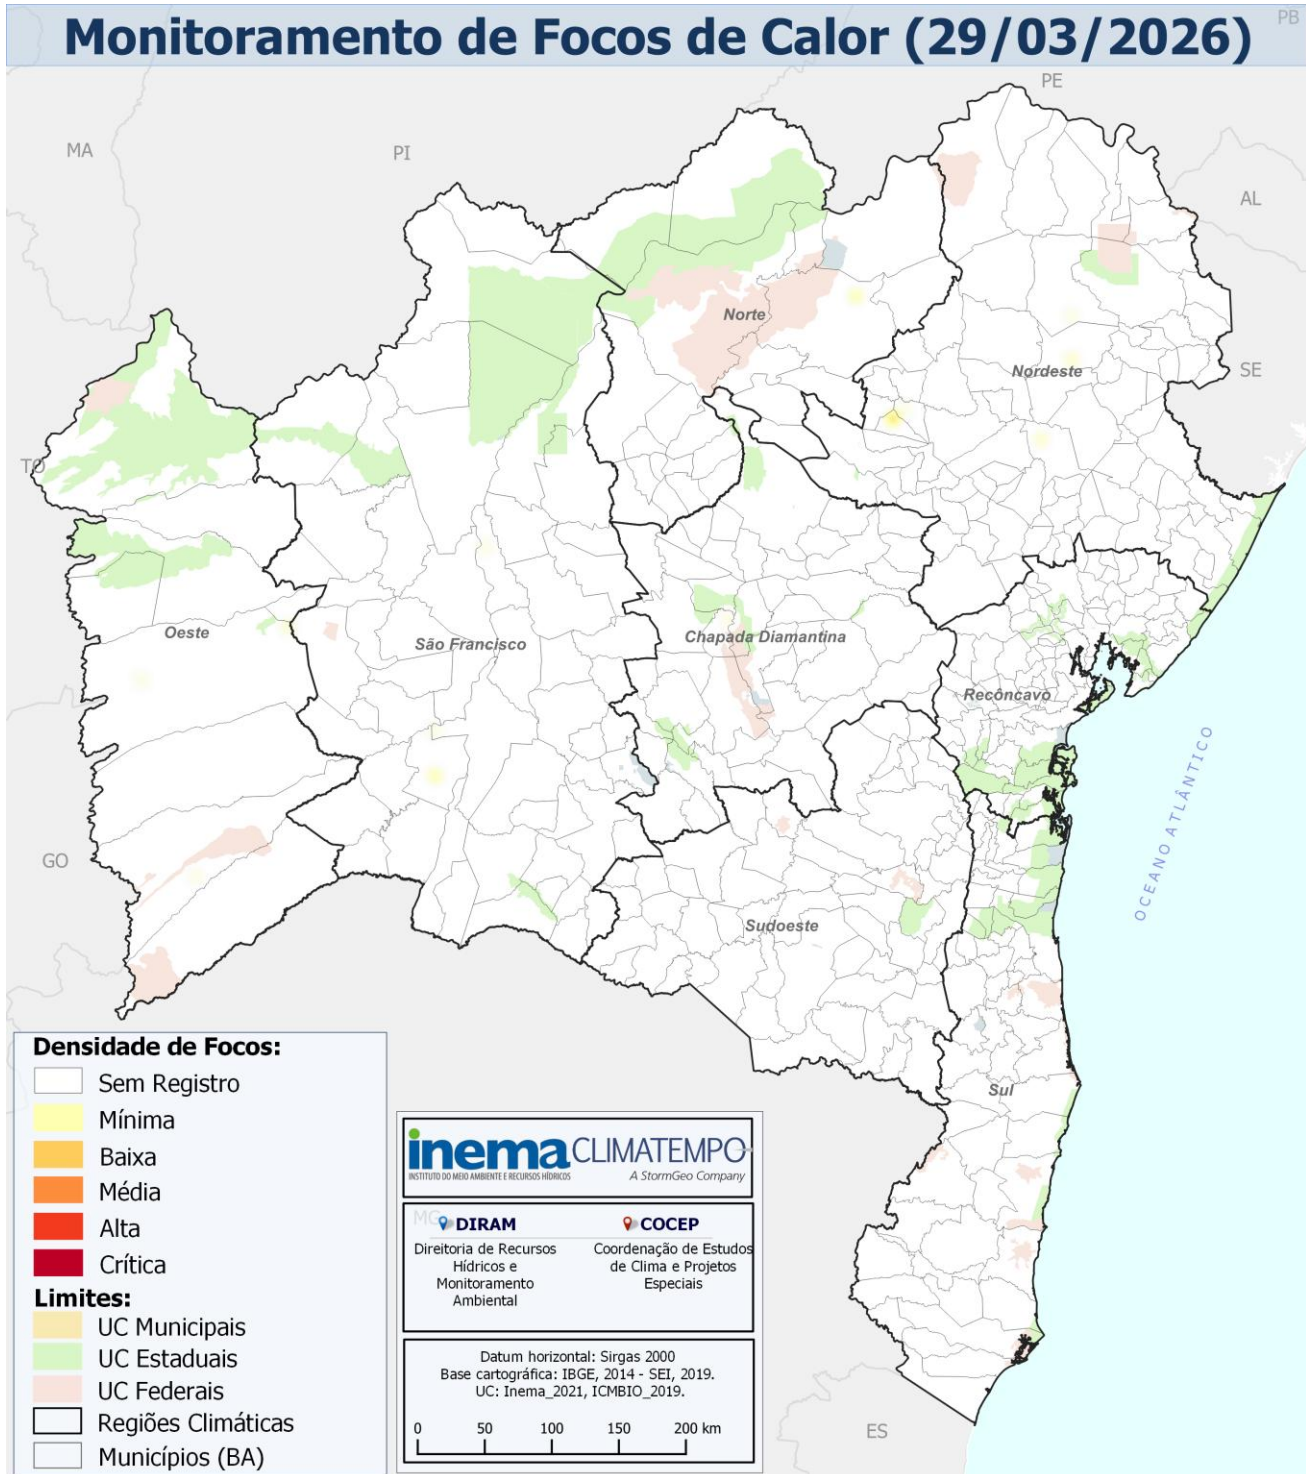 Monitoramento de Focos de Calor (29/03/2026)
PB
PE
MA
PI
AL
Norte
Nordeste
SE
TO
Oeste
São Francisco
Chapada Diamantina
Recôncavo
OCEANO ATLÂNTICO
GO
Sudoeste
Sul
Densidade de Focos:
Sem Registro
Mínima
Baixa
Média
Alta
Crítica
Limites:
UC Municipais
UC Estaduais
UC Federais
Regiões Climáticas
Municípios (BA)
inema CLIMATEMPO
INSTITUTO DO MEIO AMBIENTE E RECURSOS HÍDRICOS
A StormGeo Company
MG
DIRAM
Direitoria de Recursos
Hídricos e
Monitoramento
Ambiental
COCEP
Coordenação de Estudos
de Clima e Projetos
Especiais
Datum horizontal: Sirgas 2000
Base cartográfica: IBGE, 2014 - SEI, 2019.
UC: Inema_2021, ICMBIO_2019.
0 50 100 150 200 km
ES